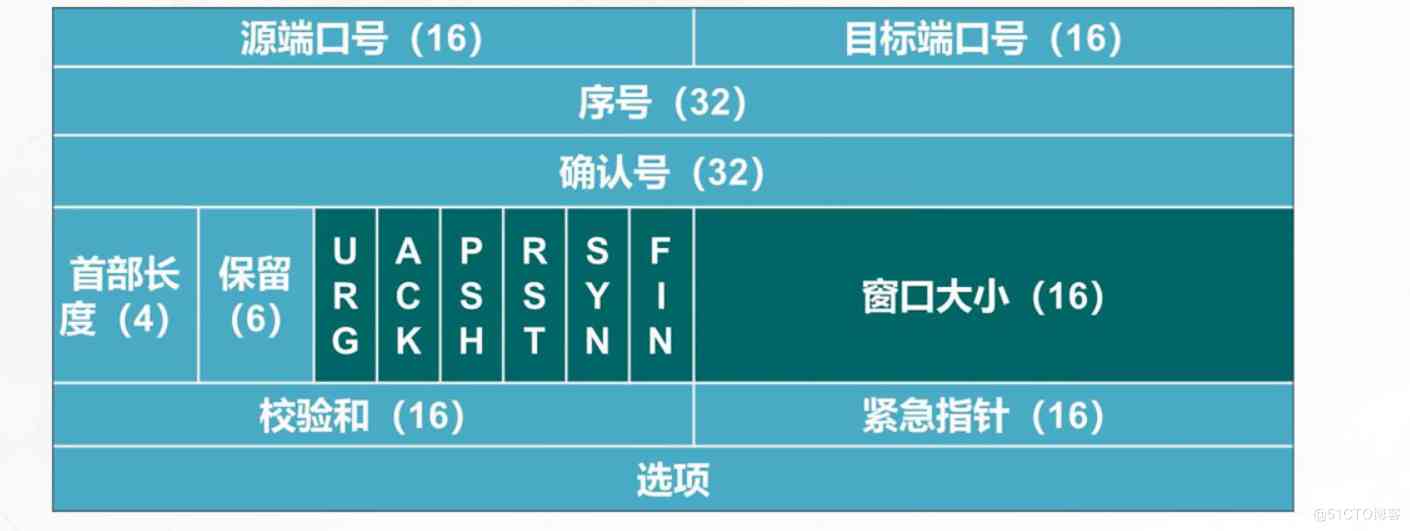 源端口号（16） 目标端口号（16）
序号（32）
确认号（32）
首部长度（4） 保留（6） URG ACK PSH RST SYN FIN 窗口大小（16）
校验和（16） 紧急指针（16）
选项
@51CTO博客